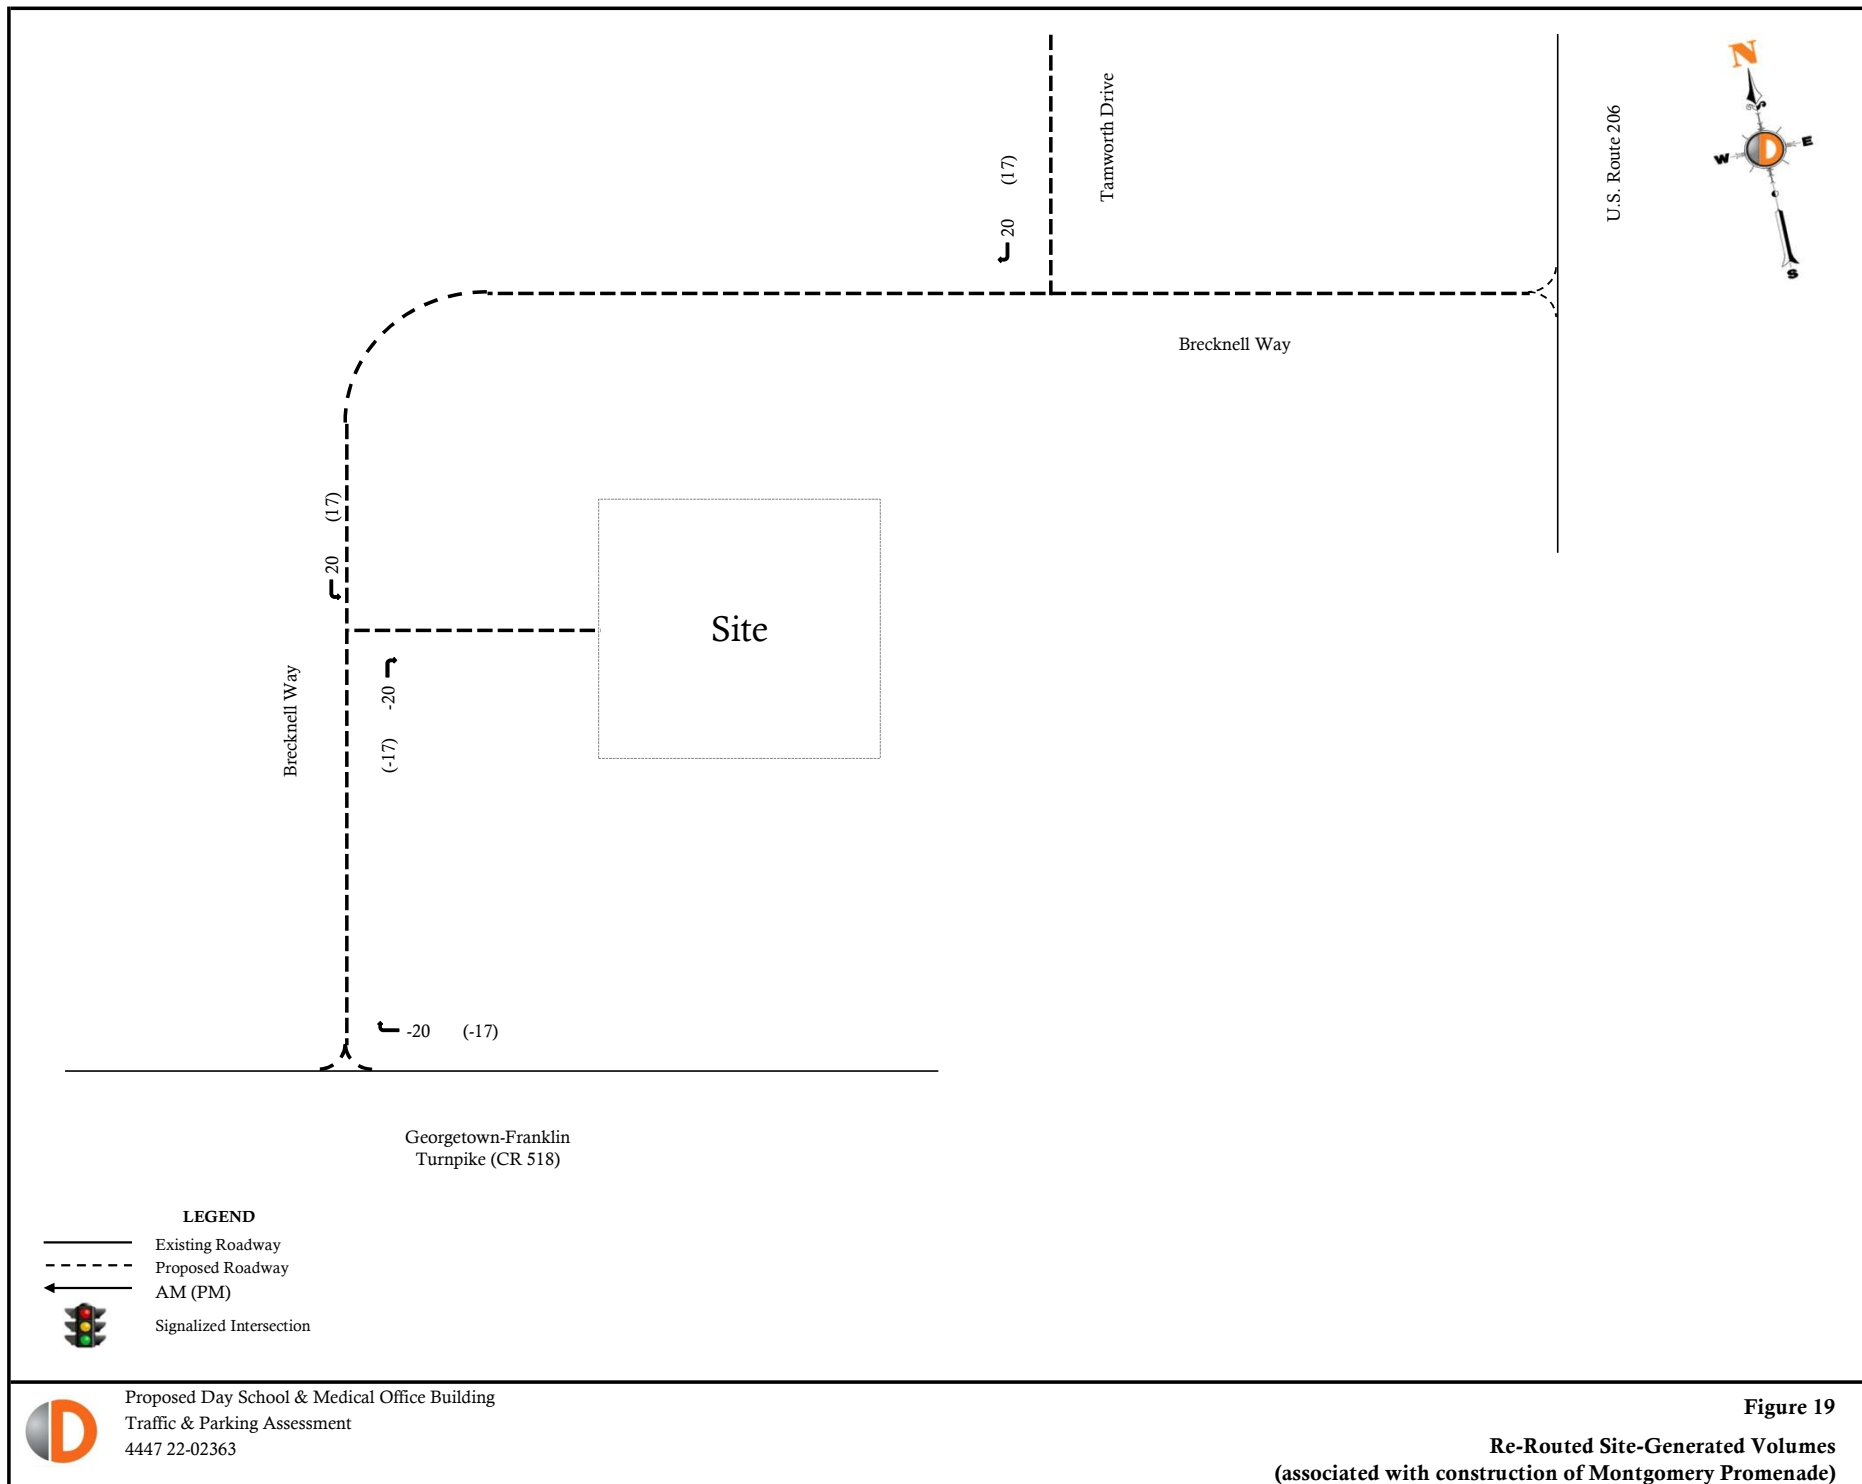 N
W
E
S
D
Tamworth Drive
U.S. Route 206
20 (17)
Brecknell Way
20 (17)
Site
Brecknell Way
(-17) -20
-20 (-17)
Georgetown-Franklin
Turnpike (CR 518)
LEGEND
Existing Roadway
Proposed Roadway
AM (PM)
Signalized Intersection
D
Proposed Day School & Medical Office Building
Traffic & Parking Assessment
4447 22-02363
Figure 19
Re-Routed Site-Generated Volumes
(associated with construction of Montgomery Promenade)